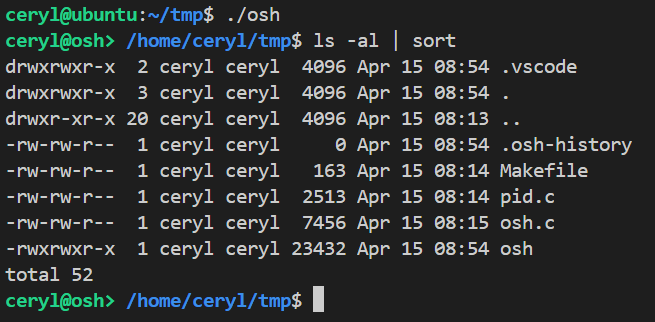 ceryl@ubuntu:~/tmp$ ./osh
ceryl@osh> /home/ceryl/tmp$ ls -al | sort
drwxrwxr-x  2 ceryl ceryl  4096 Apr 15 08:54 .vscode
drwxrwxr-x  3 ceryl ceryl  4096 Apr 15 08:54 .
drwxr-xr-x 20 ceryl ceryl  4096 Apr 15 08:13 ..
-rw-rw-r--  1 ceryl ceryl     0 Apr 15 08:54 .osh-history
-rw-rw-r--  1 ceryl ceryl   163 Apr 15 08:14 Makefile
-rw-rw-r--  1 ceryl ceryl  2513 Apr 15 08:14 pid.c
-rw-rw-r--  1 ceryl ceryl  7456 Apr 15 08:15 osh.c
-rwxrwxr-x  1 ceryl ceryl 23432 Apr 15 08:54 osh
total 52
ceryl@osh> /home/ceryl/tmp$